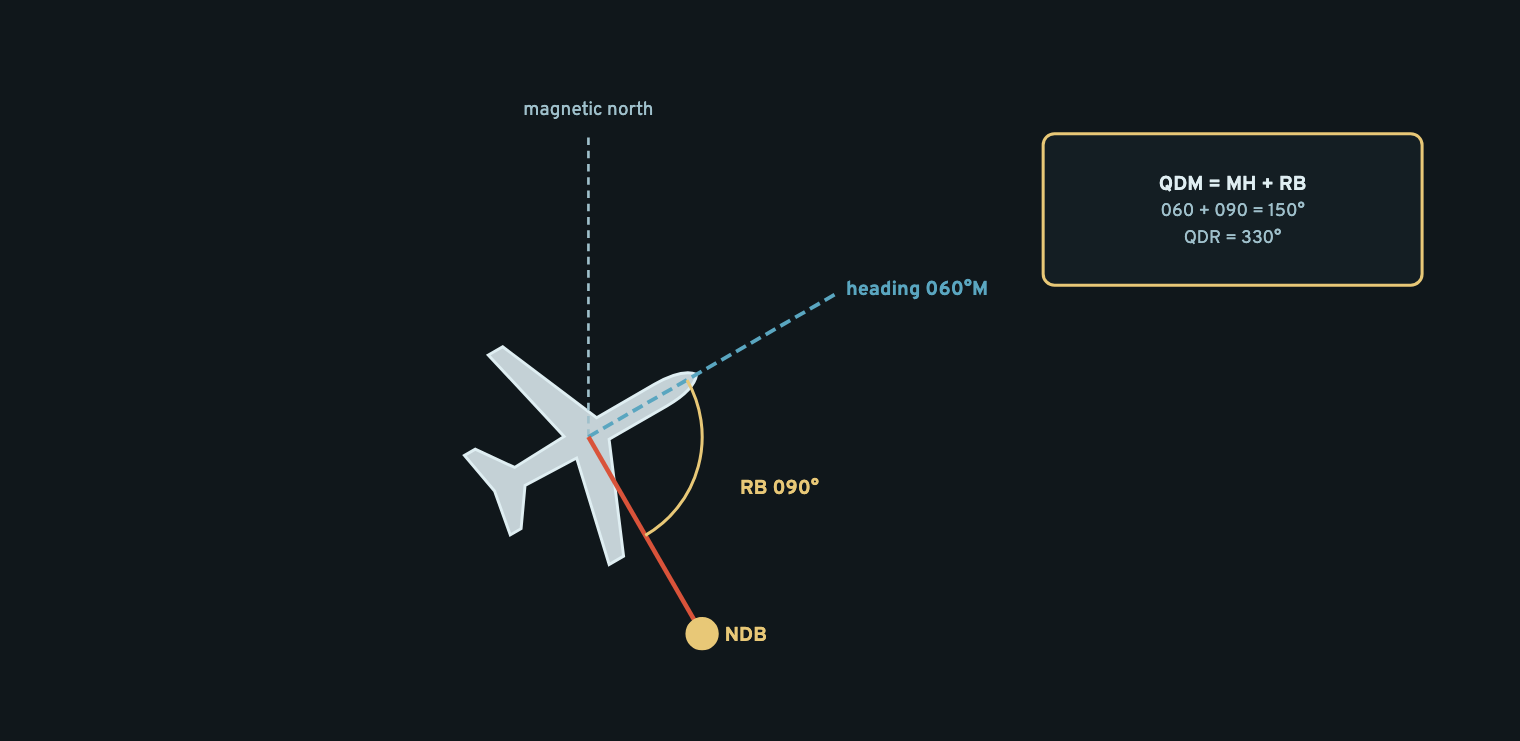 magnetic north
QDM = MH + RB
060 + 090 = 150°
QDR = 330°
heading 060°M
RB 090°
NDB